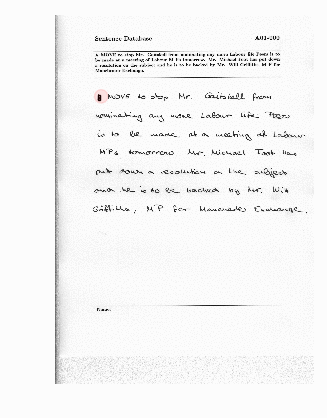 Sentence Database A01-000
A MOVE to stop Mr. Gaitskell from nominating any more Labour life Peers is to
be made at a meeting of Labour M Ps tomorrow. Mr. Michael Foot has put down
a resolution on the subject and he is to be backed by Mr. Will Griffiths, M P for
Manchester Exchange.
A MOVE to stop Mr. Gaitskell from
nominating any more Labour life Peers
is to be made at a meeting of Labour
MPs tomorrow. Mr. Michael Foot has
put down a resolution on the subject
and he is to be backed by Mr. Will
Griffiths, MP for Manchester Exchange.
Name: